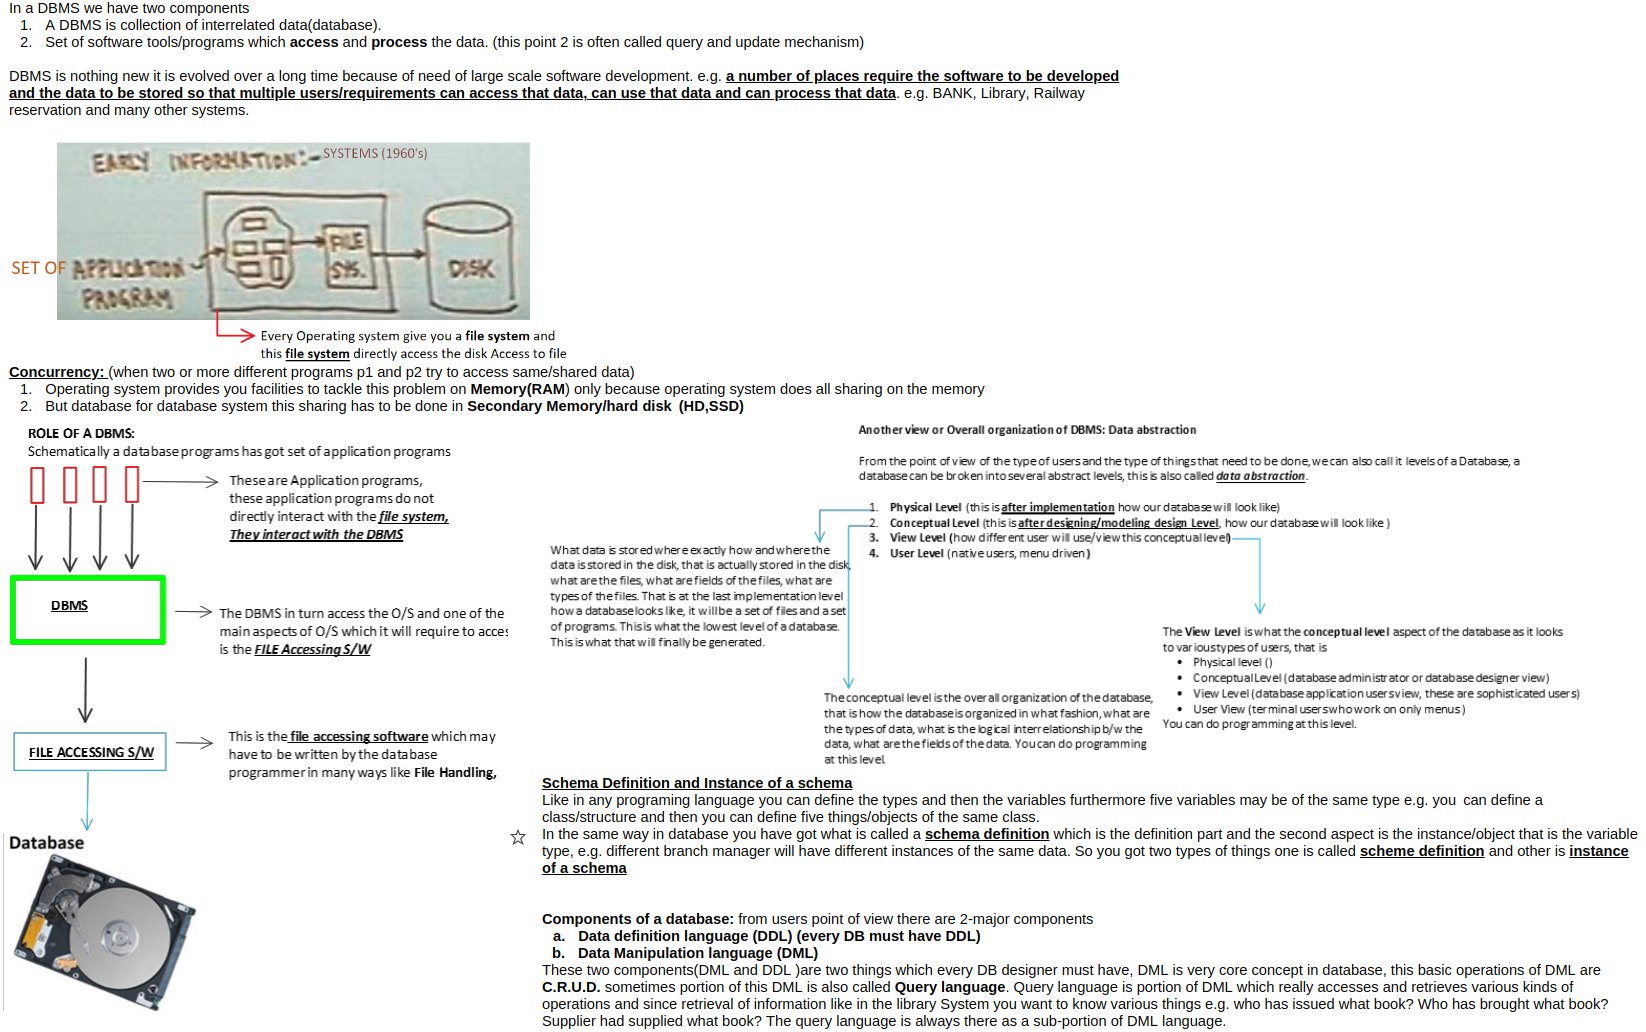 In a DBMS we have two components
1. A DBMS is collection of interrelated data(database).
2. Set of software tools/programs which access and process the data. (this point 2 is often called query and update mechanism)
DBMS is nothing new it is evolved over a long time because of need of large scale software development. e.g. a number of places require the software to be developed
and the data to be stored so that multiple users/requirements can access that data, can use that data and can process that data. e.g. BANK, Library, Railway
reservation and many other systems.
EARLY INFORMATION:- SYSTEMS (1960's)
FILE
SYS.
DISK
SET OF APPLICATION
PROGRAM
Every Operating system give you a file system and
this file system directly access the disk Access to file
Concurrency: (when two or more different programs p1 and p2 try to access same/shared data)
1. Operating system provides you facilities to tackle this problem on Memory(RAM) only because operating system does all sharing on the memory
2. But database for database system this sharing has to be done in Secondary Memory/hard disk (HD,SSD)
ROLE OF A DBMS:
Schematically a database programs has got set of application programs
These are Application programs,
these application programs do not
directly interact with the file system,
They interact with the DBMS
DBMS
The DBMS in turn access the O/S and one of the
main aspects of O/S which it will require to acces
is the FILE Accessing S/W
FILE ACCESSING S/W
This is the file accessing software which may
have to be written by the database
programmer in many ways like File Handling,
Database
Another view or Overall organization of DBMS: Data abstraction
From the point of view of the type of users and the type of things that need to be done, we can also call it levels of a Database, a
database can be broken into several abstract levels, this is also called data abstraction.
1. Physical Level (this is after implementation how our database will look like)
2. Conceptual Level (this is after designing/modeling design Level, how our database will look like )
3. View Level (how different user will use/view this conceptual level)
4. User Level (native users, menu driven)
What data is stored where exactly how and where the
data is stored in the disk, that is actually stored in the disk,
what are the files, what are fields of the files, what are
types of the files. That is at the last implementation level
how a database looks like, it will be a set of files and a set
of programs. This is what the lowest level of a database.
This is what that will finally be generated.
The conceptual level is the overall organization of the database,
that is how the database is organized in what fashion, what are
the types of data, what is the logical interrelationship b/w the
data, what are the fields of the data. You can do programming
at this level
The View Level is what the conceptual level aspect of the database as it looks
to various types of users, that is
• Physical level ()
• Conceptual Level (database administrator or database designer view)
• View Level (database application users view, these are sophisticated users)
• User View (terminal users who work on only menus)
You can do programming at this level.
Schema Definition and Instance of a schema
Like in any programing language you can define the types and then the variables furthermore five variables may be of the same type e.g. you can define a
class/structure and then you can define five things/objects of the same class.
In the same way in database you have got what is called a schema definition which is the definition part and the second aspect is the instance/object that is the variable
type, e.g. different branch manager will have different instances of the same data. So you got two types of things one is called scheme definition and other is instance
of a schema
Components of a database: from users point of view there are 2-major components
a. Data definition language (DDL) (every DB must have DDL)
b. Data Manipulation language (DML)
These two components(DML and DDL )are two things which every DB designer must have, DML is very core concept in database, this basic operations of DML are
C.R.U.D. sometimes portion of this DML is also called Query language. Query language is portion of DML which really accesses and retrieves various kinds of
operations and since retrieval of information like in the library System you want to know various things e.g. who has issued what book? Who has brought what book?
Supplier had supplied what book? The query language is always there as a sub-portion of DML language.